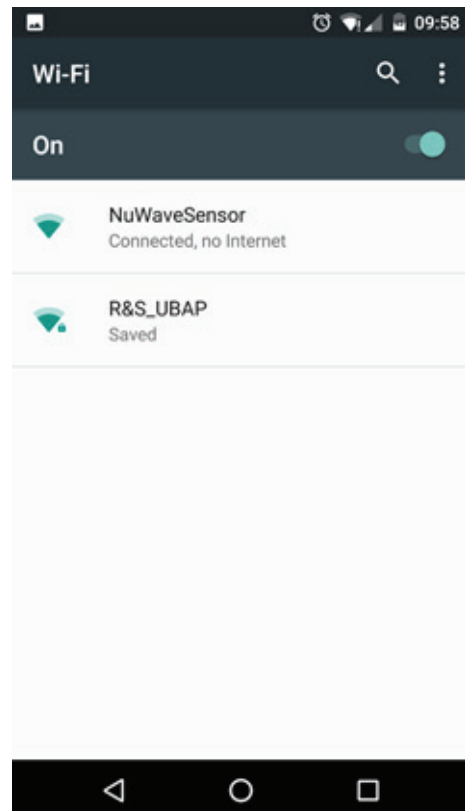 09:58
Wi-Fi
On
NuWaveSensor
Connected, no Internet
R&S_UBAP
Saved